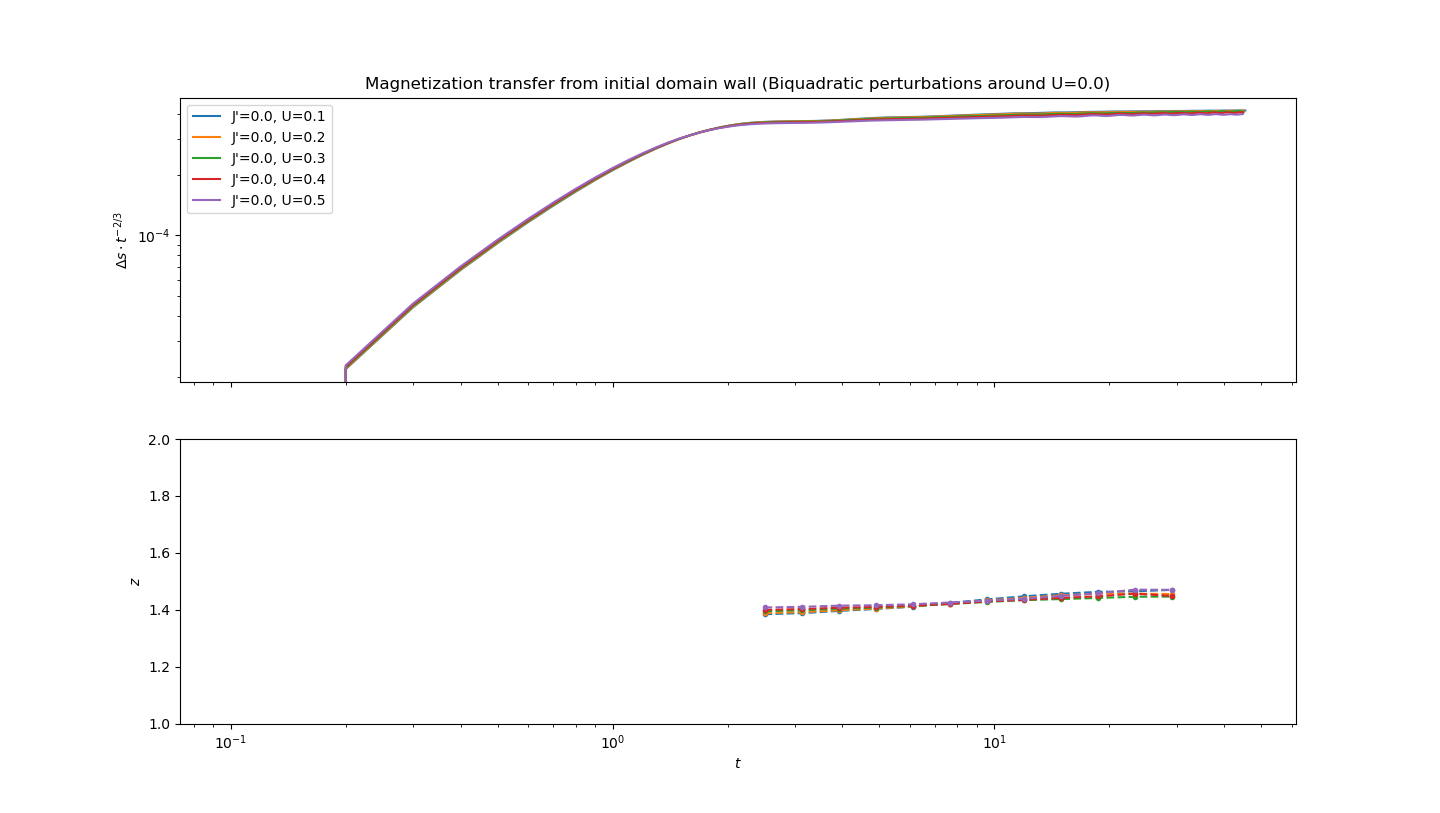 Magnetization transfer from initial domain wall (Biquadratic perturbations around U=0.0)
J'=0.0, U=0.1
J'=0.0, U=0.2
J'=0.0, U=0.3
J'=0.0, U=0.4
J'=0.0, U=0.5
10⁻⁴
Δs · t⁻²ᐟ³
2.0
1.8
1.6
1.4
1.2
1.0
z
10⁻¹
10⁰
10¹
t